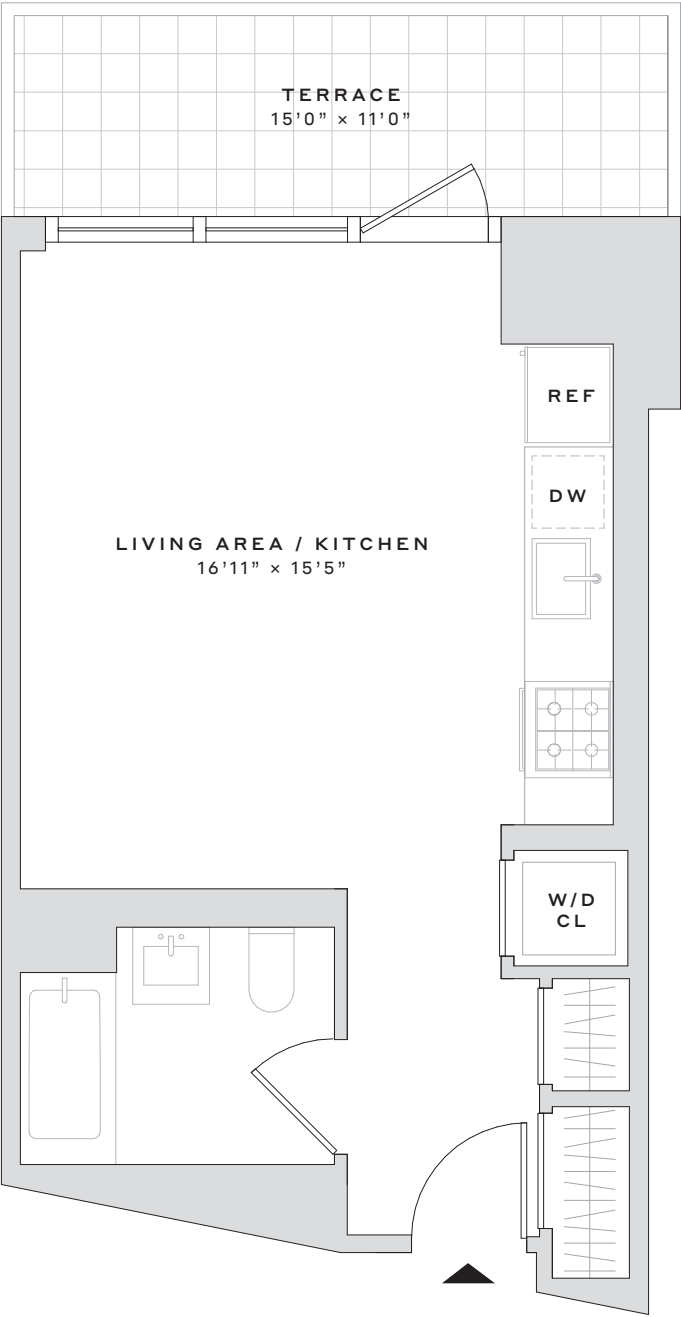 TERRACE
15’0” × 11’0”
REF
DW
LIVING AREA / KITCHEN
16’11” × 15’5”
W/D
CL